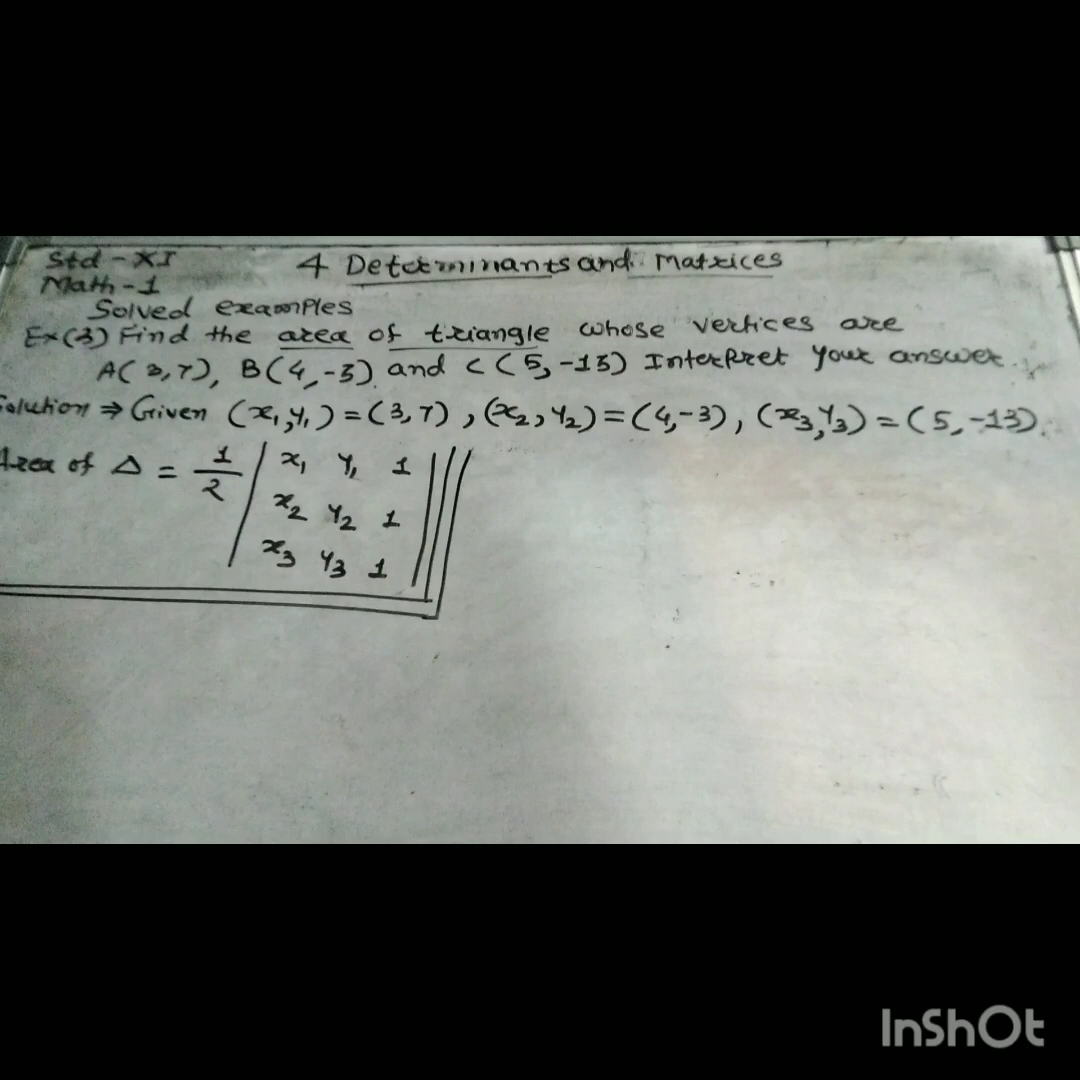 Std - XI
4 Determinants and Matrices
Math - 1
Solved examples
Ex(3) Find the area of triangle whose vertices are
A(3,7), B(4,-3) and C(5,-13) Interpret your answer.
Solution ⇒ Given (x₁,y₁) = (3,7), (x₂,y₂) = (4,-3), (x₃,y₃) = (5,-13).
Area of Δ = 1/2 | x₁ y₁ 1 |
x₂ y₂ 1
x₃ y₃ 1
InShOt